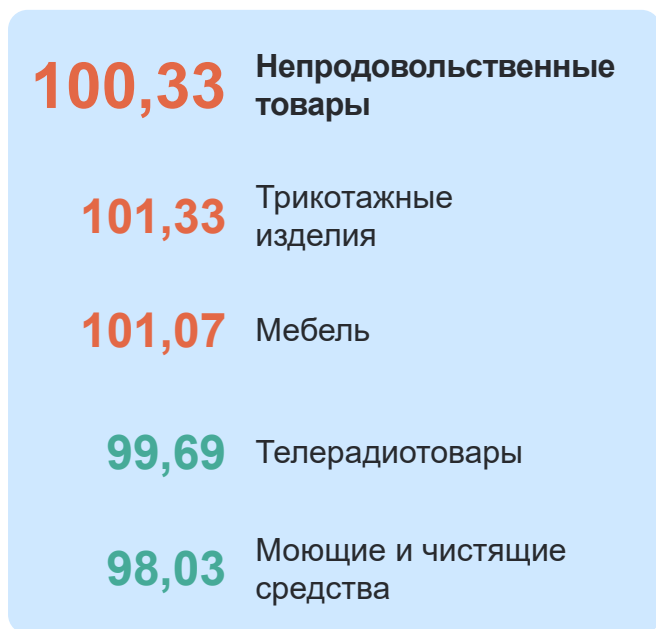 100,33 Непродовольственные
товары
101,33 Трикотажные
изделия
101,07 Мебель
99,69 Телерадиотовары
98,03 Моющие и чистящие
средства